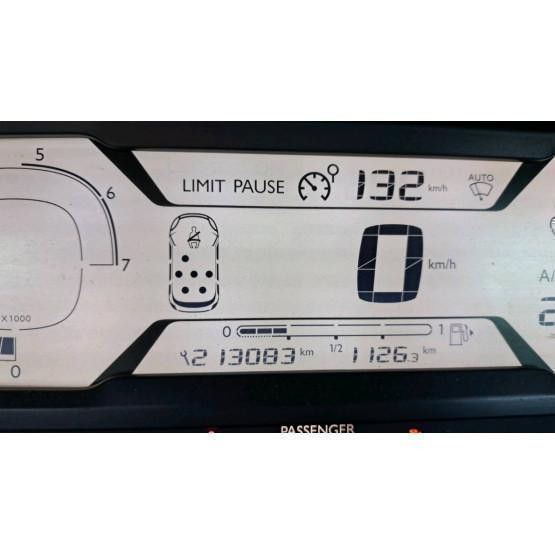 5
6
7
X1000
0
LIMIT PAUSE 132 km/h AUTO
0 km/h
A/
0 1/2 1
213083 km 1126.3 km
PASSENGER